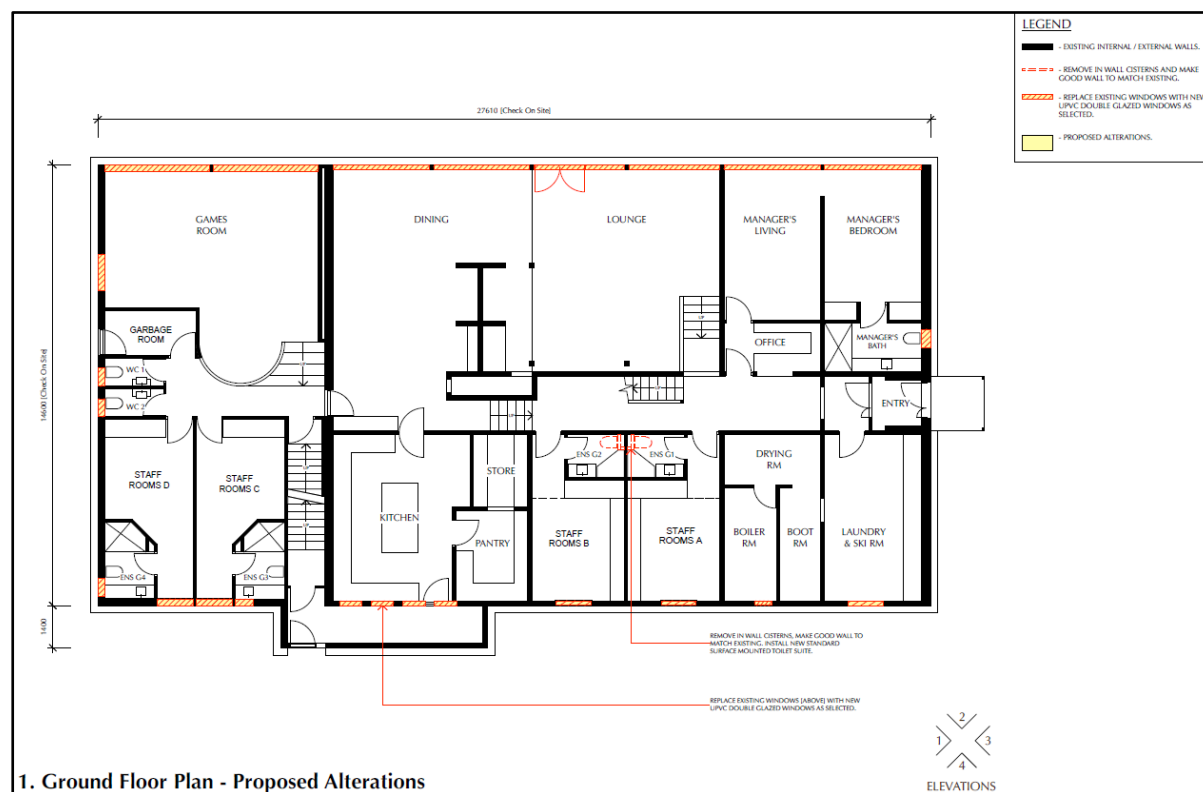 LEGEND
- EXISTING INTERNAL / EXTERNAL WALLS.
- REMOVE IN WALL CISTERNS AND MAKE
GOOD WALL TO MATCH EXISTING.
- REPLACE EXISTING WINDOWS WITH NEW
UPVC DOUBLE GLAZED WINDOWS AS
SELECTED.
- PROPOSED ALTERATIONS.
27610 [Check On Site]
14600 [Check On Site]
1400
GAMES
ROOM
DINING
LOUNGE
MANAGER'S
LIVING
MANAGER'S
BEDROOM
GARBAGE
ROOM
UP
UP
OFFICE
MANAGER'S
BATH
WC 1
WC 2
UP
UP
ENTRY
STAFF
ROOMS D
STAFF
ROOMS C
UP
UP
KITCHEN
STORE
PANTRY
ENS G2
ENS G1
STAFF
ROOMS B
STAFF
ROOMS A
DRYING
RM
BOILER
RM
BOOT
RM
LAUNDRY
& SKI RM
ENS G4
ENS G3
REMOVE IN WALL CISTERNS, MAKE GOOD WALL TO
MATCH EXISTING. INSTALL NEW STANDARD
SURFACE MOUNTED TOILET SUITE.
REPLACE EXISTING WINDOWS [ABOVE] WITH NEW
UPVC DOUBLE GLAZED WINDOWS AS SELECTED.
2
1
3
4
ELEVATIONS
1. Ground Floor Plan - Proposed Alterations